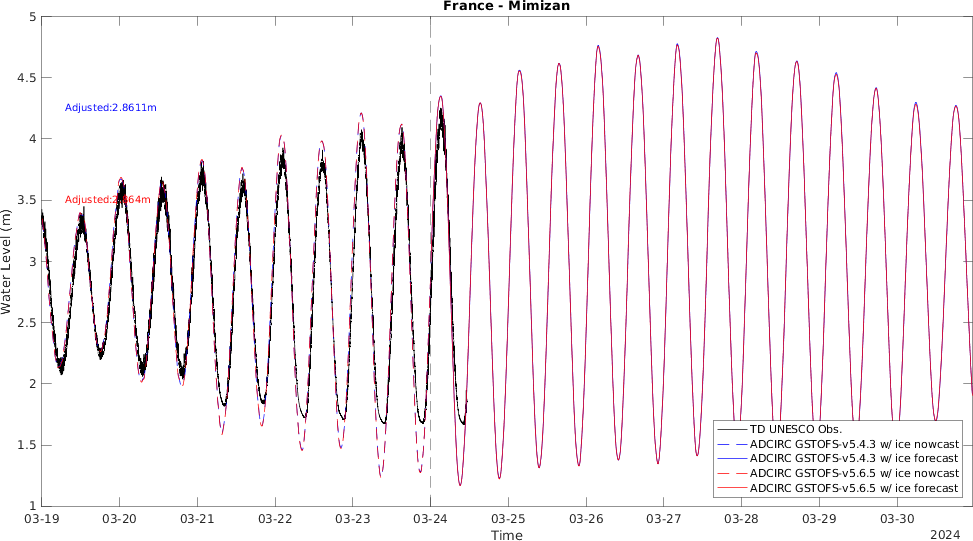 France - Mimizan
5
4.5
4
3.5
3
2.5
2
1.5
1
Water Level (m)
Adjusted:2.8611m
03-19
03-20
03-21
03-22
03-23
03-24
03-25
03-26
03-27
03-28
03-29
03-30
Time
2024
TD UNESCO Obs.
ADCIRC GSTOFS-v5.4.3 w/ ice nowcast
ADCIRC GSTOFS-v5.4.3 w/ ice forecast
ADCIRC GSTOFS-v5.6.5 w/ ice nowcast
ADCIRC GSTOFS-v5.6.5 w/ ice forecast